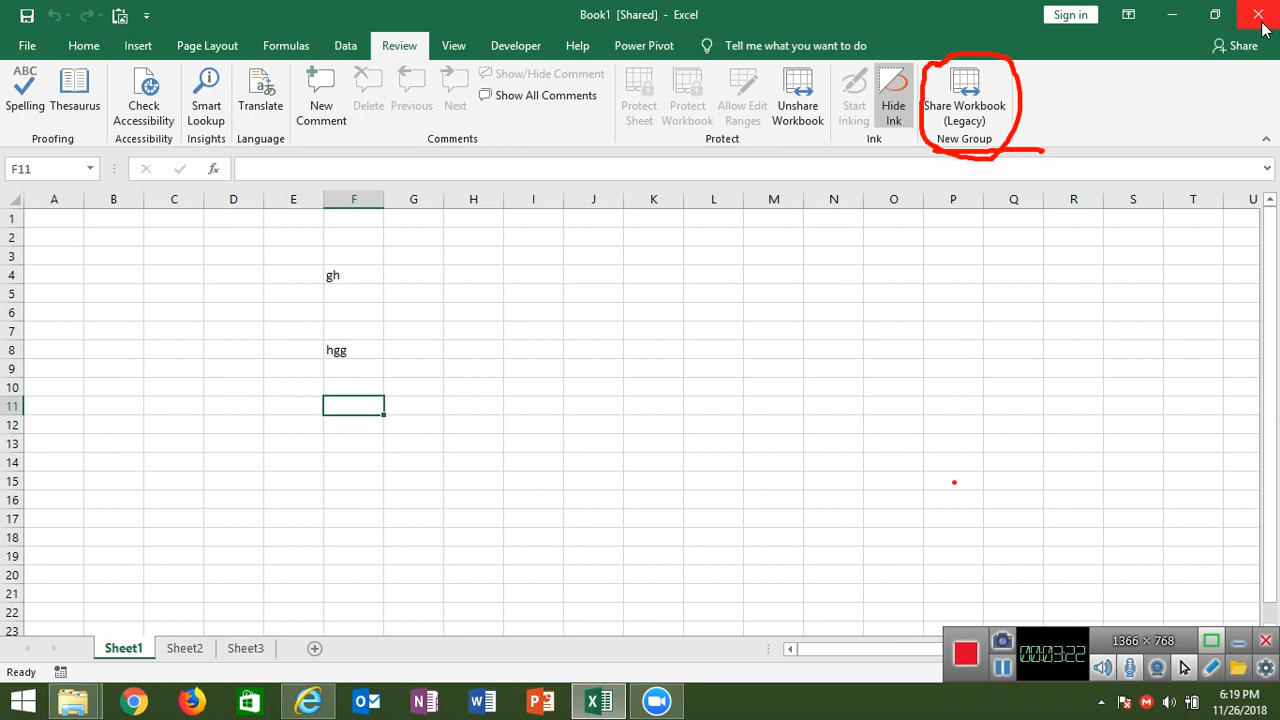 Book1 [Shared] - Excel
Sign in
File Home Insert Page Layout Formulas Data Review View Developer Help Power Pivot Tell me what you want to do Share
ABC
Spelling Thesaurus Check Accessibility Smart Lookup Translate New Comment Delete Previous Next Show/Hide Comment
Show All Comments
Protect Sheet Protect Workbook Allow Edit Ranges Unshare Workbook Start Inking Hide Ink Share Workbook (Legacy)
Proofing Accessibility Insights Language Comments Protect Ink New Group
F11 fx
A B C D E F G H I J K L M N O P Q R S T U
1
2
3
4 gh
5
6
7
8 hgg
9
10
11
12
13
14
15
16
17
18
19
20
21
22
23
Sheet1 Sheet2 Sheet3
Ready
1366 × 768
00:03:22
6:19 PM
11/26/2018